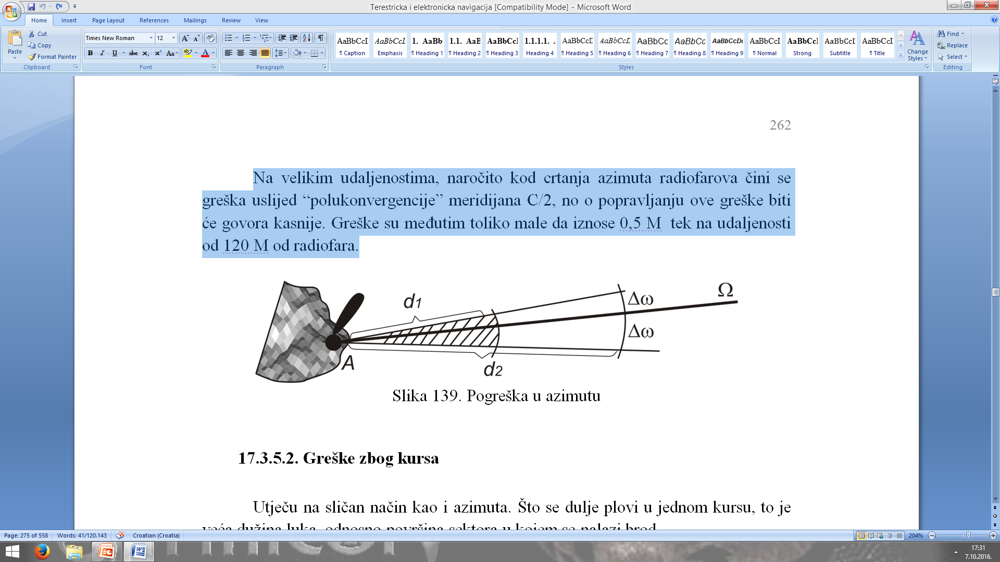 Terestricka i elektronicka navigacija [Compatibility Mode] - Microsoft Word
Home Insert Page Layout References Mailings Review View
Paste
Cut
Copy
Format Painter
Clipboard
Times New Roman 12
Font
Paragraph
AaBbCcI AaBbCcI 1. AaBb 1.1. AaB AaBbCcI 1.1.1.1. A AaBbCcI AaBbCcI AaBbCc AaBbCc AaBbCcDc AaBbCcI AaBbCcI AaBbCcI AaBbCcI
¶ Caption Emphasis ¶ Heading 1 ¶ Heading 2 ¶ Heading 3 Heading 4 ¶ Heading 5 ¶ Heading 6 ¶ Heading 7 ¶ Heading 8 ¶ Heading 9 ¶ Normal Strong Subtitle ¶ Title
Change Styles
Styles
Find
Replace
Select
Editing
262
Na velikim udaljenostima, naročito kod crtanja azimuta radiofarova čini se
greška uslijed “polukonvergencije” meridijana C/2, no o popravljanju ove greške biti
će govora kasnije. Greške su međutim toliko male da iznose 0,5 M tek na udaljenosti
od 120 M od radiofara.
d1
Δω
Ω
Δω
A
d2
Slika 139. Pogreška u azimutu
17.3.5.2. Greške zbog kursa
Utječu na sličan način kao i azimuta. Što se dulje plovi u jednom kursu, to je
veća dužina luka, odnosno površina sektora u kojem se nalazi brod.
Page: 275 of 558 Words: 41/120.143 Croatian (Croatia) 204%
17:31
7.10.2016.